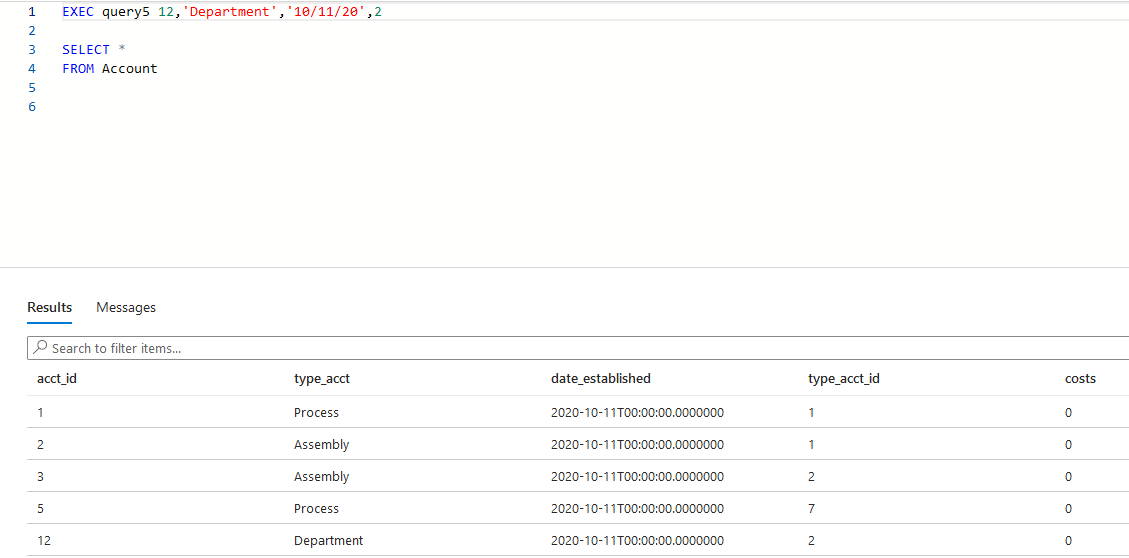 1 EXEC query5 12,'Department','10/11/20',2
2
3 SELECT *
4 FROM Account
5
6
Results Messages
Search to filter items...
acct_id type_acct date_established type_acct_id costs
1 Process 2020-10-11T00:00:00.0000000 1 0
2 Assembly 2020-10-11T00:00:00.0000000 1 0
3 Assembly 2020-10-11T00:00:00.0000000 2 0
5 Process 2020-10-11T00:00:00.0000000 7 0
12 Department 2020-10-11T00:00:00.0000000 2 0